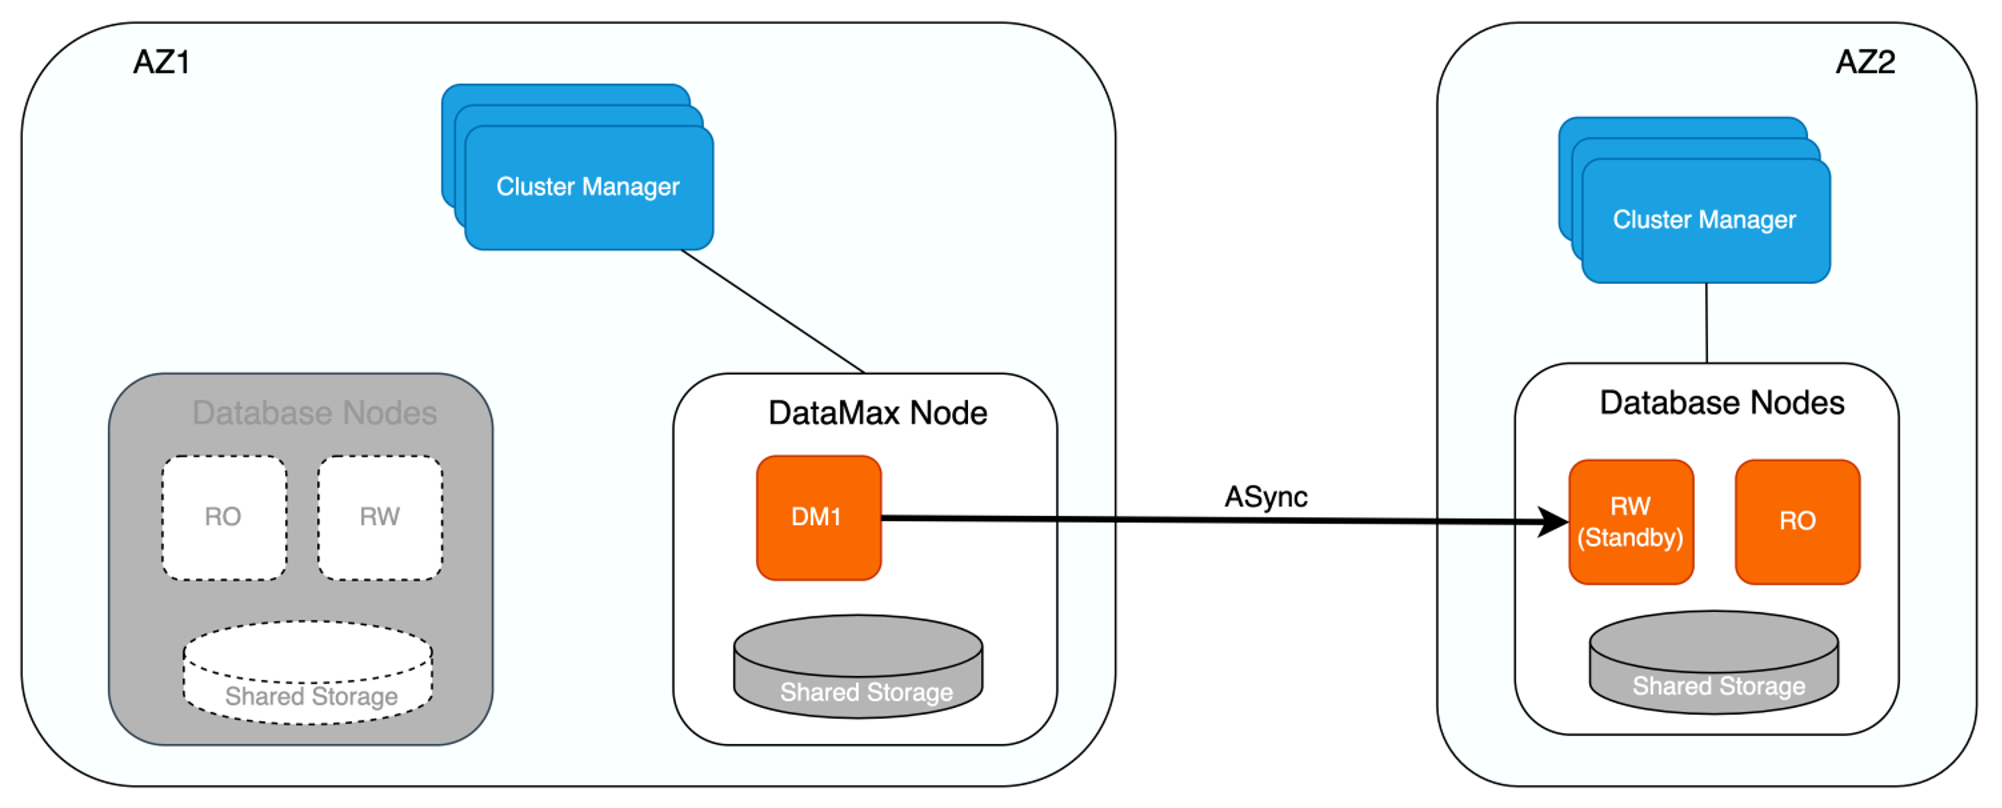 AZ1
AZ2
Cluster Manager
Cluster Manager
Database Nodes
RO
RW
Shared Storage
DataMax Node
DM1
Shared Storage
ASync
Database Nodes
RW
(Standby)
RO
Shared Storage